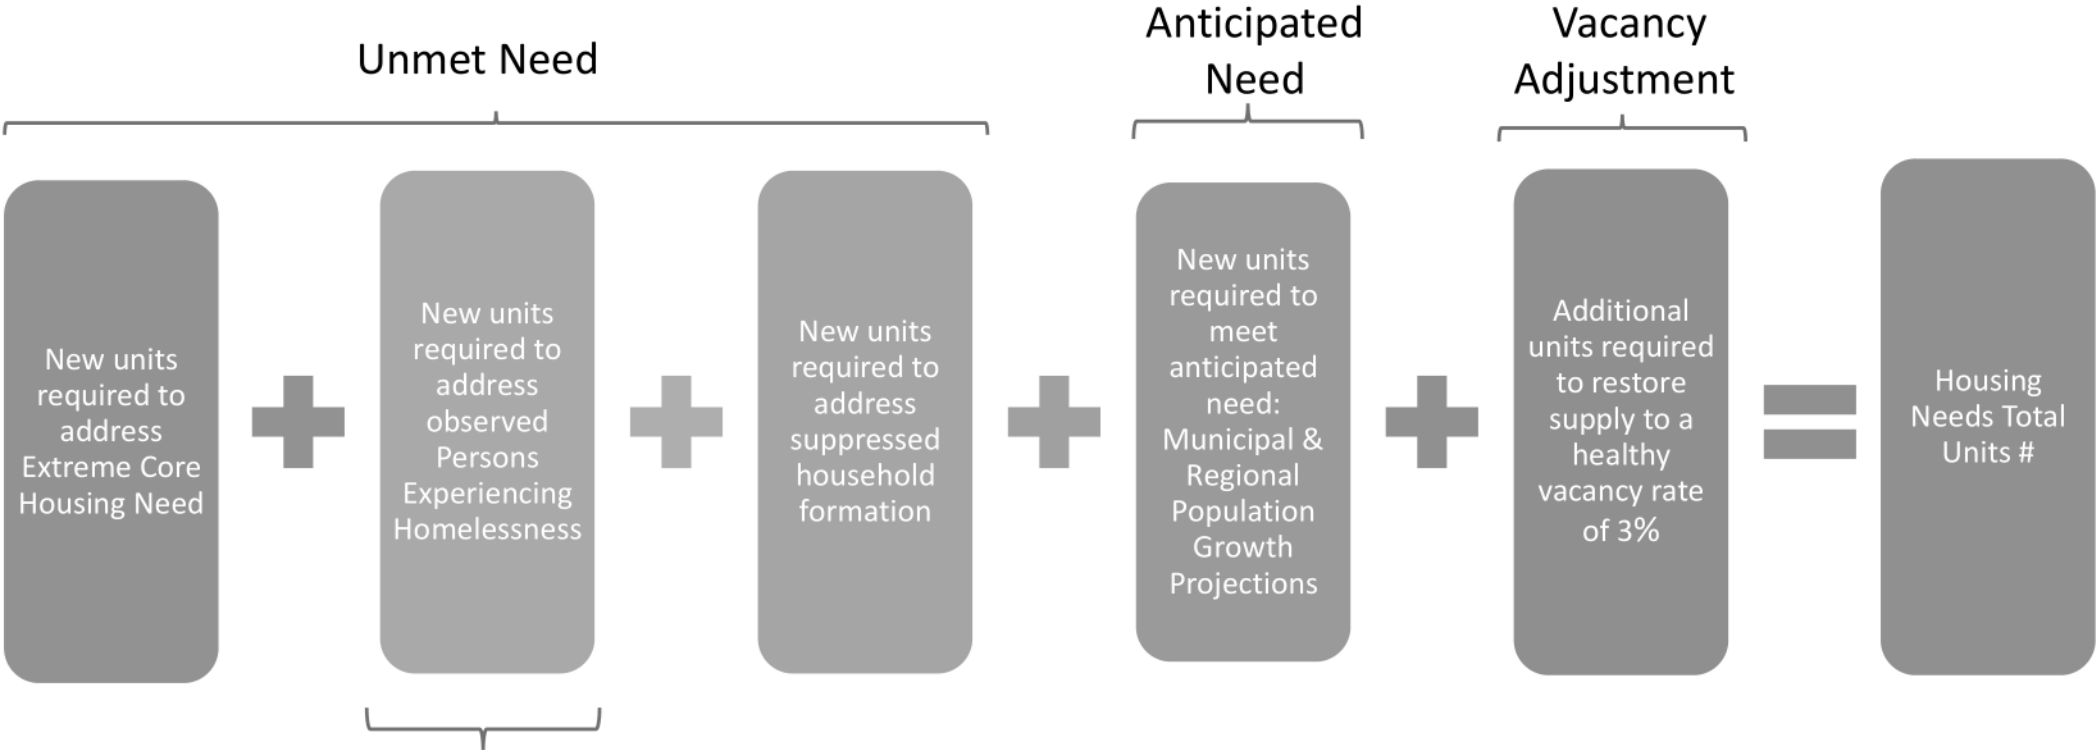 Unmet Need
Anticipated
Need
Vacancy
Adjustment
New units
required to
address
Extreme Core
Housing Need
New units
required to
address
observed
Persons
Experiencing
Homelessness
New units
required to
address
suppressed
household
formation
New units
required to
meet
anticipated
need:
Municipal &
Regional
Population
Growth
Projections
Additional
units required
to restore
supply to a
healthy
vacancy rate
of 3%
Housing
Needs Total
Units #